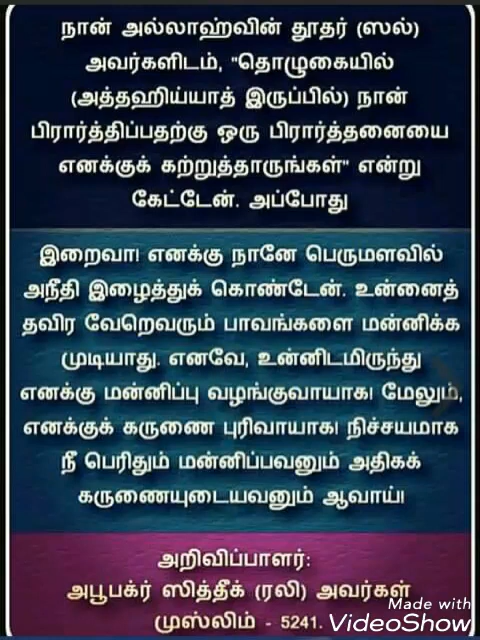 நான் அல்லாஹ்வின் தூதர் (ஸல்)
அவர்களிடம், "தொழுகையில்
(அத்தஹிய்யாத் இருப்பில்) நான்
பிரார்த்திப்பதற்கு ஒரு பிரார்த்தனையை
எனக்குக் கற்றுத்தாருங்கள்" என்று
கேட்டேன். அப்போது
இறைவா! எனக்கு நானே பெருமளவில்
அநீதி இழைத்துக் கொண்டேன். உன்னைத்
தவிர வேறெவரும் பாவங்களை மன்னிக்க
முடியாது. எனவே, உன்னிடமிருந்து
எனக்கு மன்னிப்பு வழங்குவாயாக! மேலும்,
எனக்குக் கருணை புரிவாயாக! நிச்சயமாக
நீ பெரிதும் மன்னிப்பவனும் அதிகக்
கருணையுடையவனும் ஆவாய்!
அறிவிப்பாளர்:
அபூபக்ர் ஸித்தீக் (ரலி) அவர்கள்
முஸ்லிம் - 5241.
Made with
VideoShow